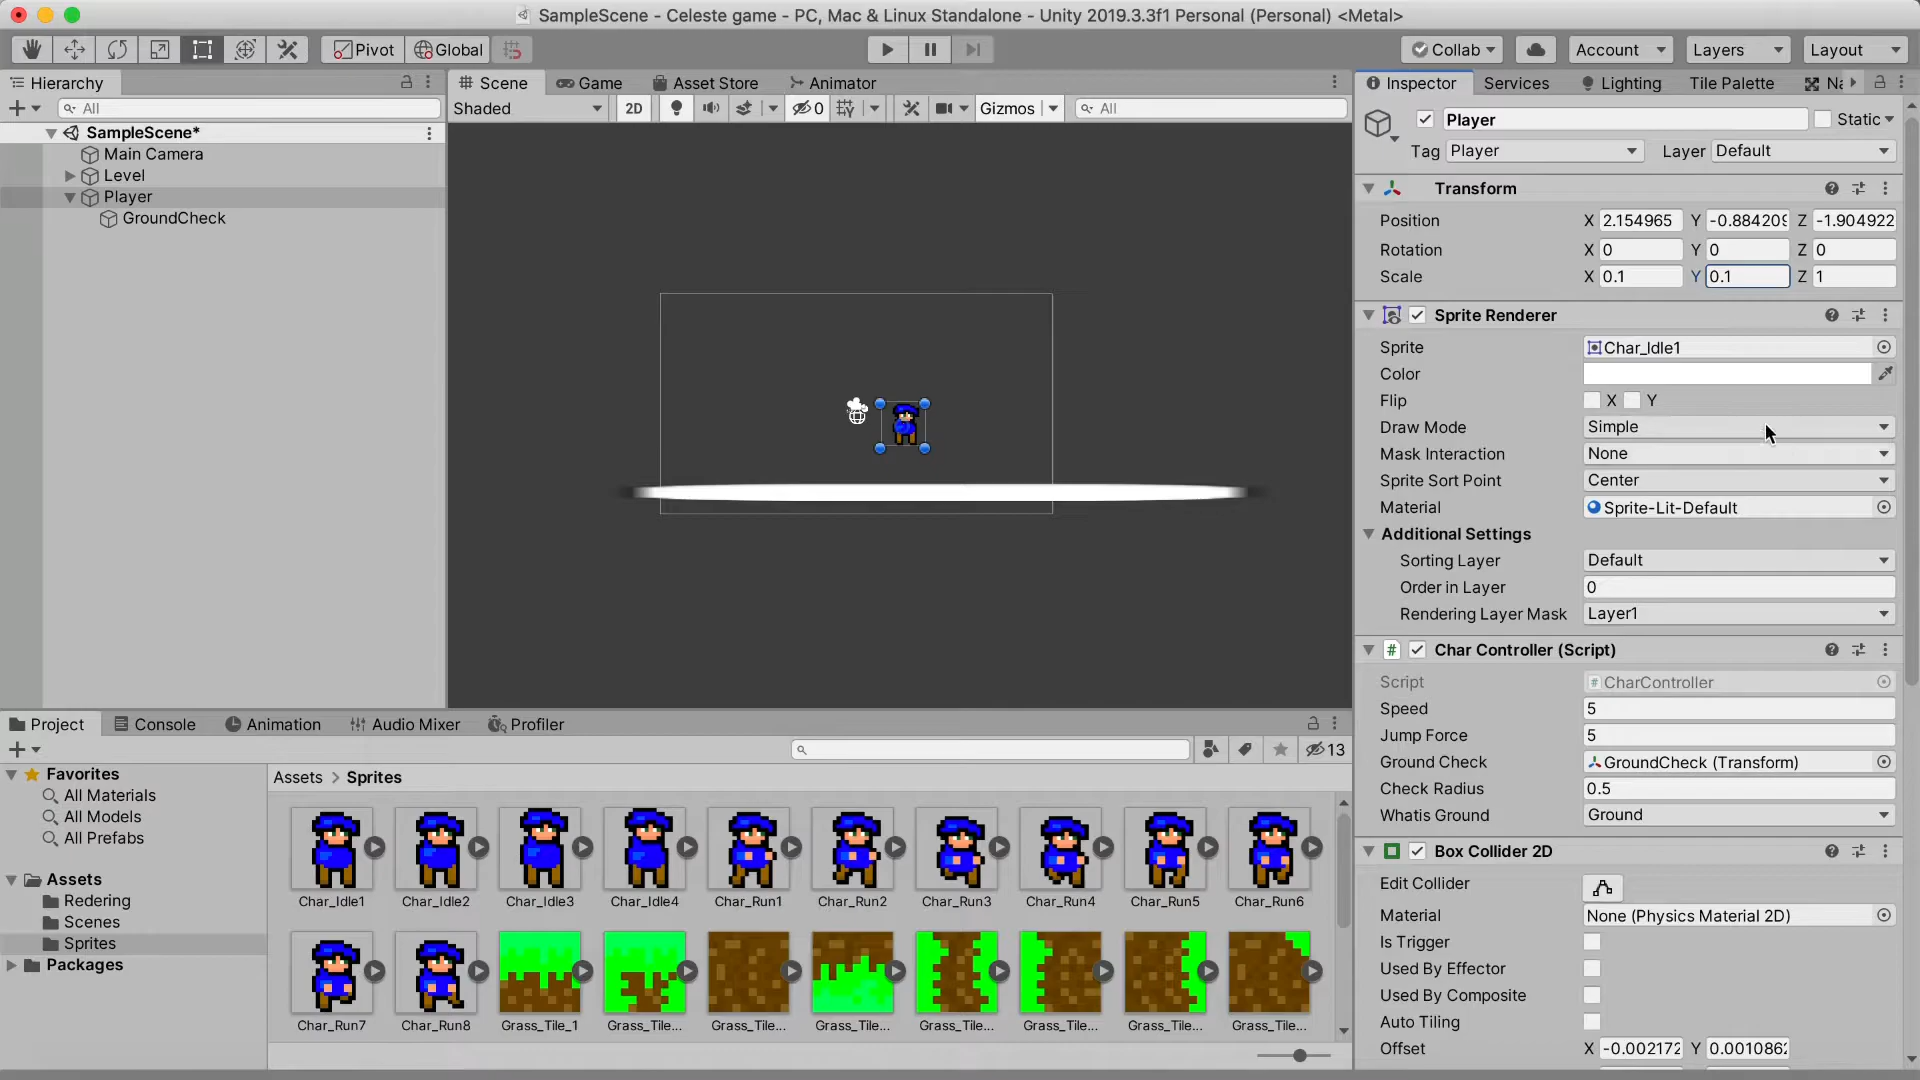 SampleScene - Celeste game - PC, Mac & Linux Standalone - Unity 2019.3.3f1 Personal (Personal) <Metal>
Pivot Global Collab Account Layers Layout
Hierarchy
All
SampleScene*
Main Camera
Level
Player
GroundCheck
Scene Game Asset Store Animator
Shaded 2D 0 Gizmos All
Inspector Services Lighting Tile Palette Na
Player Static
Tag Player Layer Default
Transform
Position X 2.154965 Y -0.884209 Z -1.904922
Rotation X 0 Y 0 Z 0
Scale X 0.1 Y 0.1 Z 1
Sprite Renderer
Sprite Char_Idle1
Color
Flip X Y
Draw Mode Simple
Mask Interaction None
Sprite Sort Point Center
Material Sprite-Lit-Default
Additional Settings
Sorting Layer Default
Order in Layer 0
Rendering Layer Mask Layer1
# Char Controller (Script)
Script # CharController
Speed 5
Jump Force 5
Ground Check GroundCheck (Transform)
Check Radius 0.5
Whatis Ground Ground
Box Collider 2D
Edit Collider
Material None (Physics Material 2D)
Is Trigger
Used By Effector
Used By Composite
Auto Tiling
Offset X -0.002172 Y 0.0010862
Project Console Animation Audio Mixer Profiler
13
Favorites
All Materials
All Models
All Prefabs
Assets
Redering
Scenes
Sprites
Packages
Assets > Sprites
Char_Idle1 Char_Idle2 Char_Idle3 Char_Idle4 Char_Run1 Char_Run2 Char_Run3 Char_Run4 Char_Run5 Char_Run6
Char_Run7 Char_Run8 Grass_Tile_1 Grass_Tile... Grass_Tile... Grass_Tile... Grass_Tile... Grass_Tile... Grass_Tile... Grass_Tile...